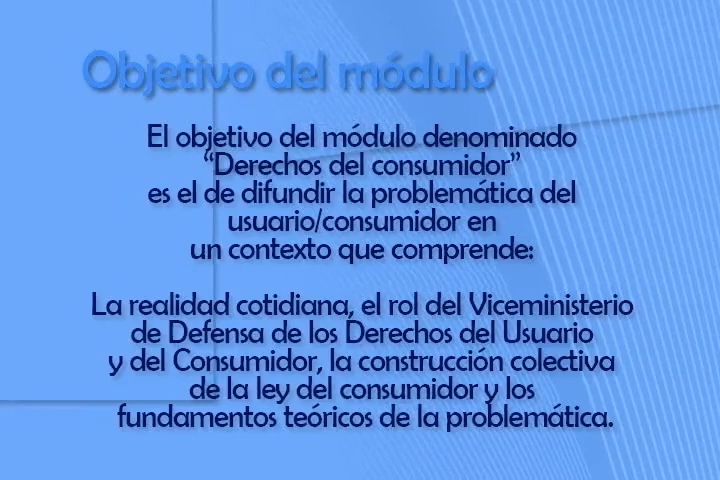 Objetivo del módulo
El objetivo del módulo denominado
“Derechos del consumidor”
es el de difundir la problemática del
usuario/consumidor en
un contexto que comprende:
La realidad cotidiana, el rol del Viceministerio
de Defensa de los Derechos del Usuario
y del Consumidor, la construcción colectiva
de la ley del consumidor y los
fundamentos teóricos de la problemática.